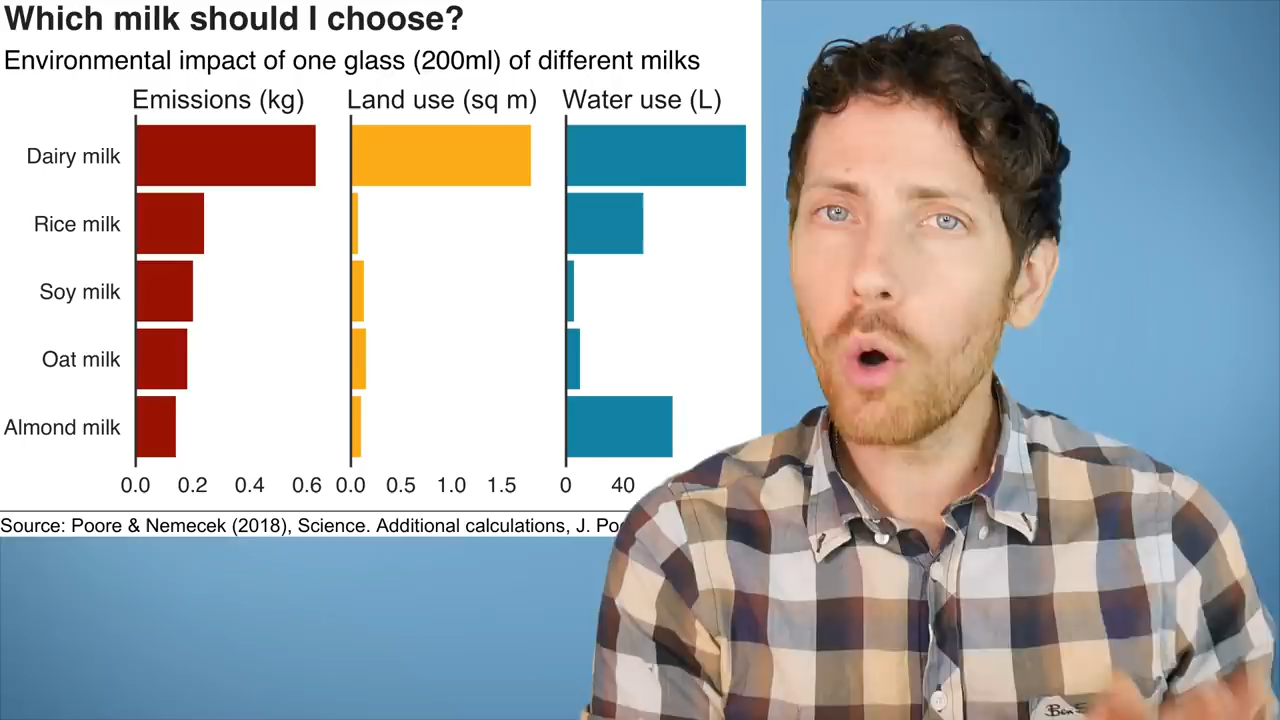 Which milk should I choose?
Environmental impact of one glass (200ml) of different milks
Emissions (kg) Land use (sq m) Water use (L)
Dairy milk
Rice milk
Soy milk
Oat milk
Almond milk
0.0 0.2 0.4 0.6 0.0 0.5 1.0 1.5 0 40
Source: Poore & Nemecek (2018), Science. Additional calculations, J.